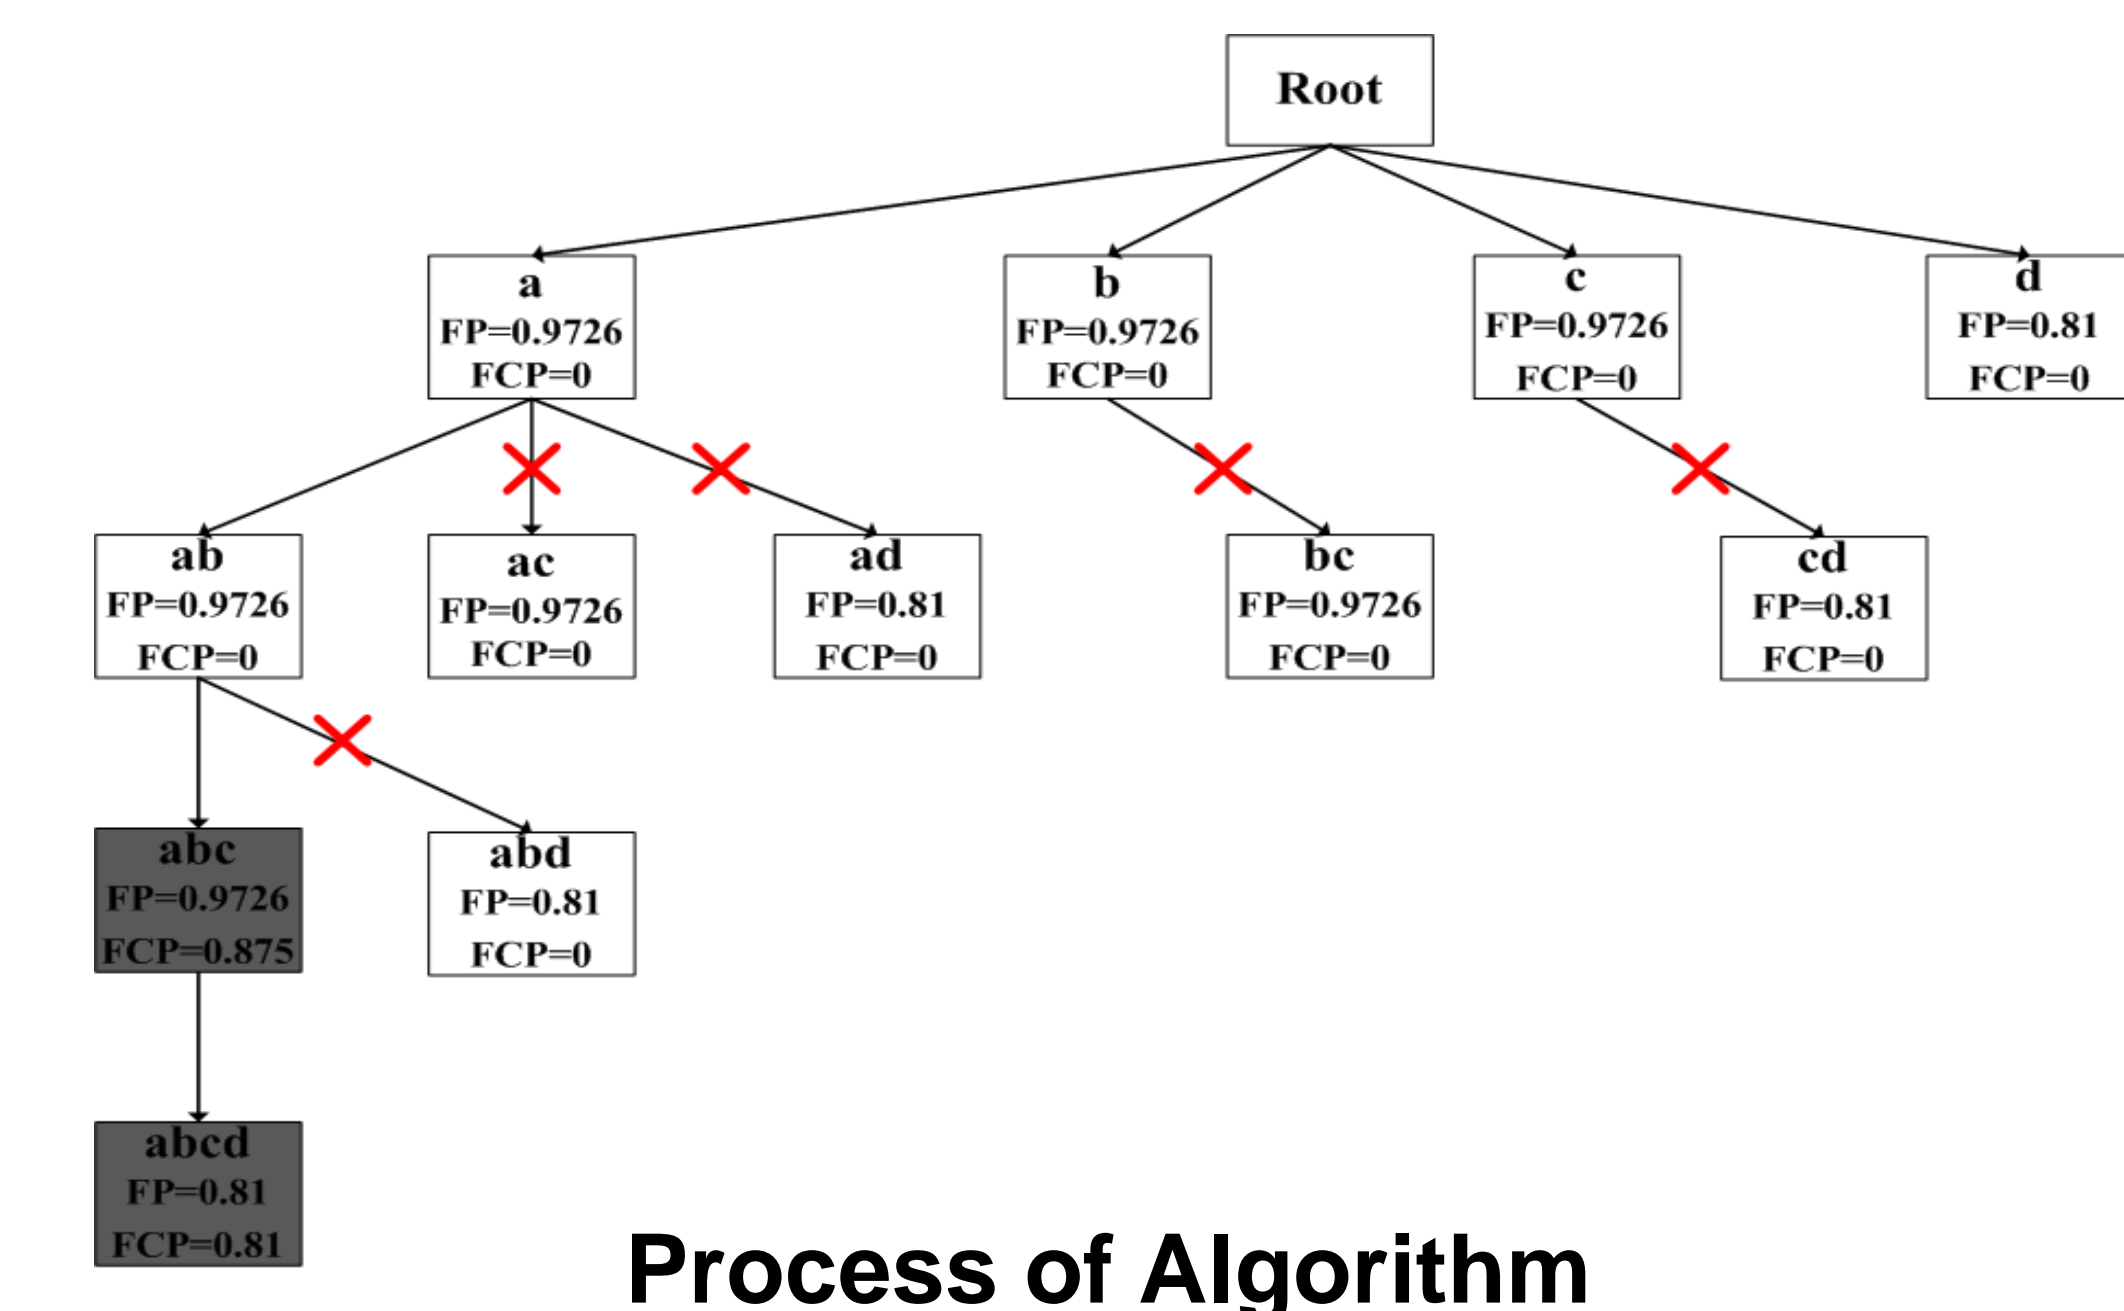 Root
a
FP=0.9726
FCP=0
b
FP=0.9726
FCP=0
c
FP=0.9726
FCP=0
d
FP=0.81
FCP=0
ab
FP=0.9726
FCP=0
ac
FP=0.9726
FCP=0
ad
FP=0.81
FCP=0
bc
FP=0.9726
FCP=0
cd
FP=0.81
FCP=0
abc
FP=0.9726
FCP=0.875
abd
FP=0.81
FCP=0
abcd
FP=0.81
FCP=0.81
Process of Algorithm